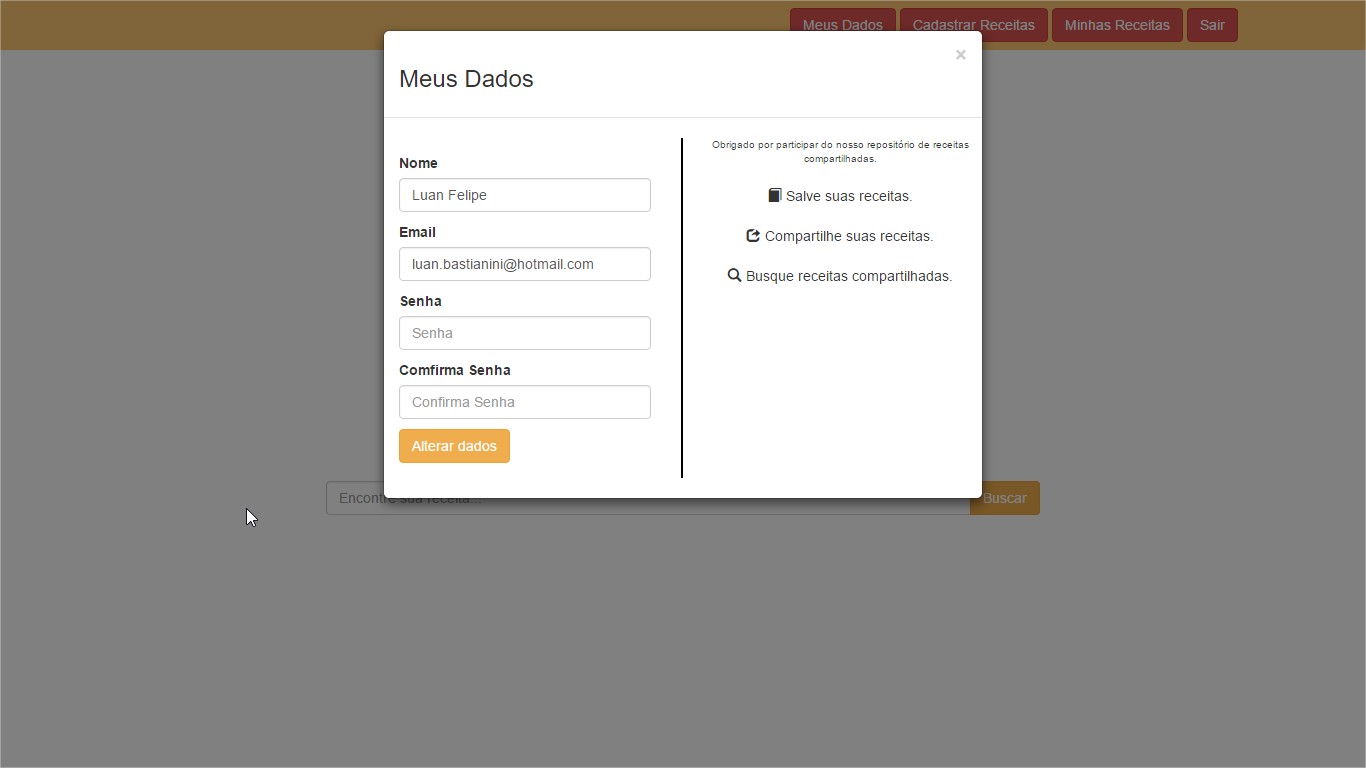 Meus Dados
Cadastrar Receitas
Minhas Receitas
Sair
×
Meus Dados
Nome
Luan Felipe
Email
luan.bastianini@hotmail.com
Senha
Senha
Comfirma Senha
Confirma Senha
Alterar dados
Obrigado por participar do nosso repositório de receitas
compartilhadas.
Salve suas receitas.
Compartilhe suas receitas.
Busque receitas compartilhadas.
Encontre sua receita...
Buscar